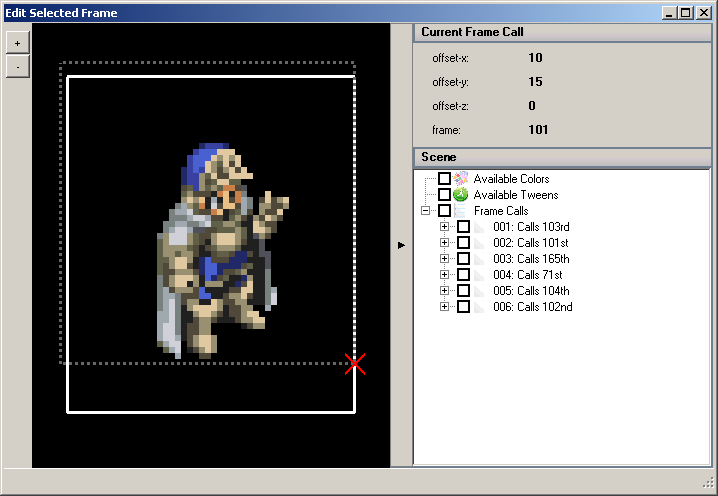 Edit Selected Frame
+
-
Current Frame Call
offset-x: 10
offset-y: 15
offset-z: 0
frame: 101
Scene
Available Colors
Available Tweens
Frame Calls
001: Calls 103rd
002: Calls 101st
003: Calls 165th
004: Calls 71st
005: Calls 104th
006: Calls 102nd